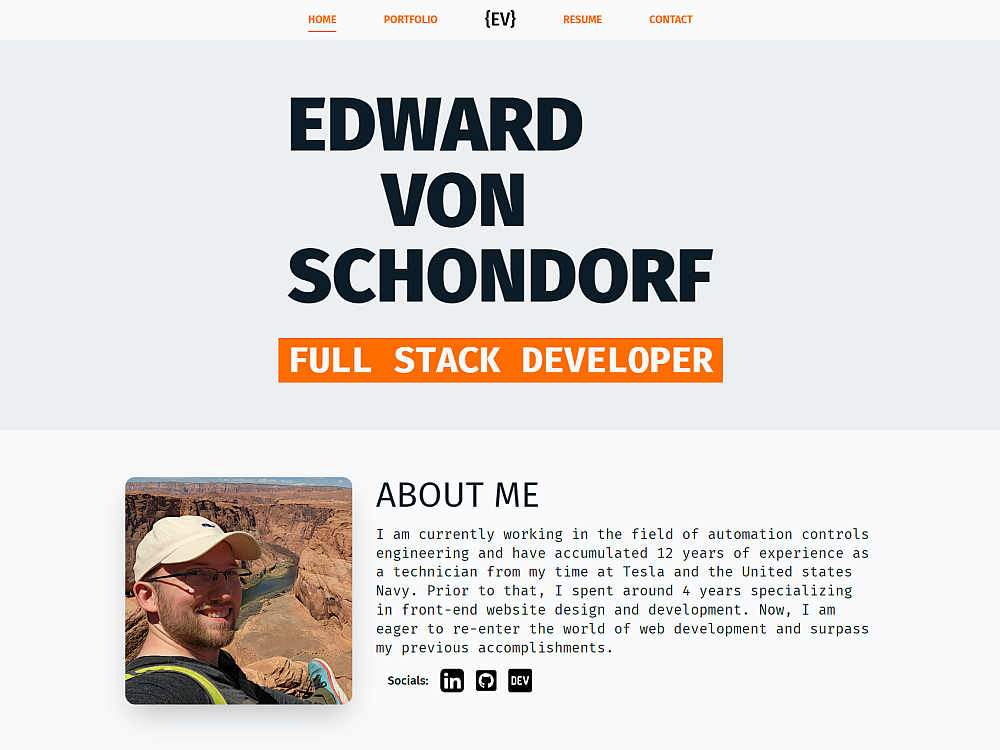 HOME PORTFOLIO {EV} RESUME CONTACT
EDWARD
VON
SCHONDORF
FULL STACK DEVELOPER
ABOUT ME
I am currently working in the field of automation controls
engineering and have accumulated 12 years of experience as
a technician from my time at Tesla and the United states
Navy. Prior to that, I spent around 4 years specializing
in front-end website design and development. Now, I am
eager to re-enter the world of web development and surpass
my previous accomplishments.
Socials: in DEV